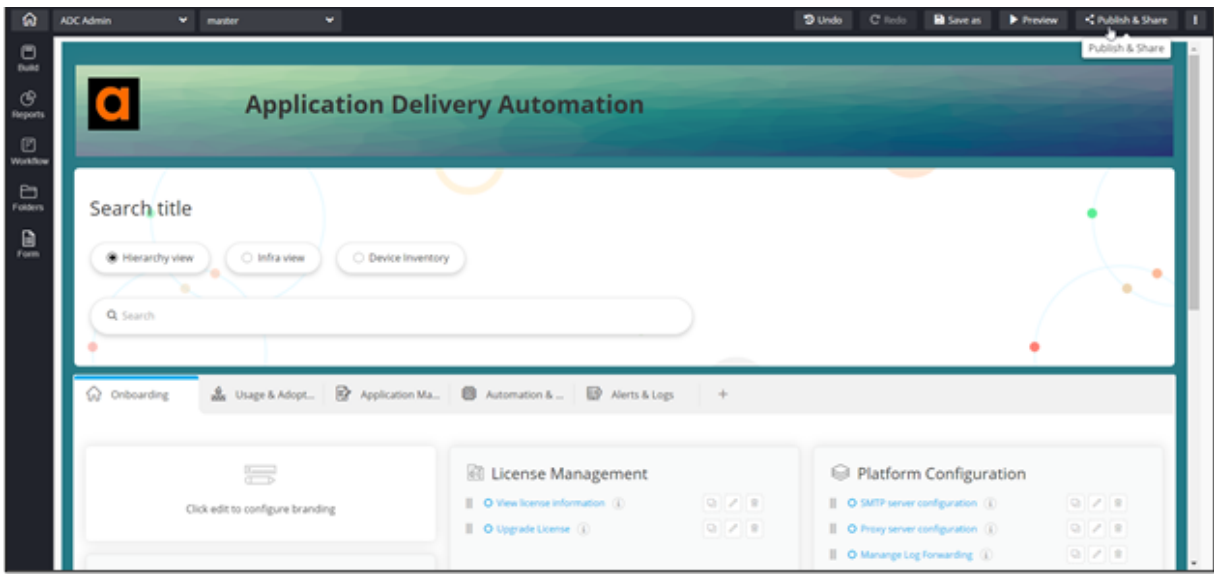 ADC Admin master Undo Redo Save as Preview Publish & Share
Publish & Share
Build
Reports
Workflow
Folders
Form
a Application Delivery Automation
Search title
Hierarchy view Infra view Device Inventory
Search
Onboarding Usage & Adopt... Application Ma... Automation & ... Alerts & Logs +
Click edit to configure branding
License Management
View license information
Upgrade License
Platform Configuration
SMTP server configuration
Proxy server configuration
Manange Log Forwarding